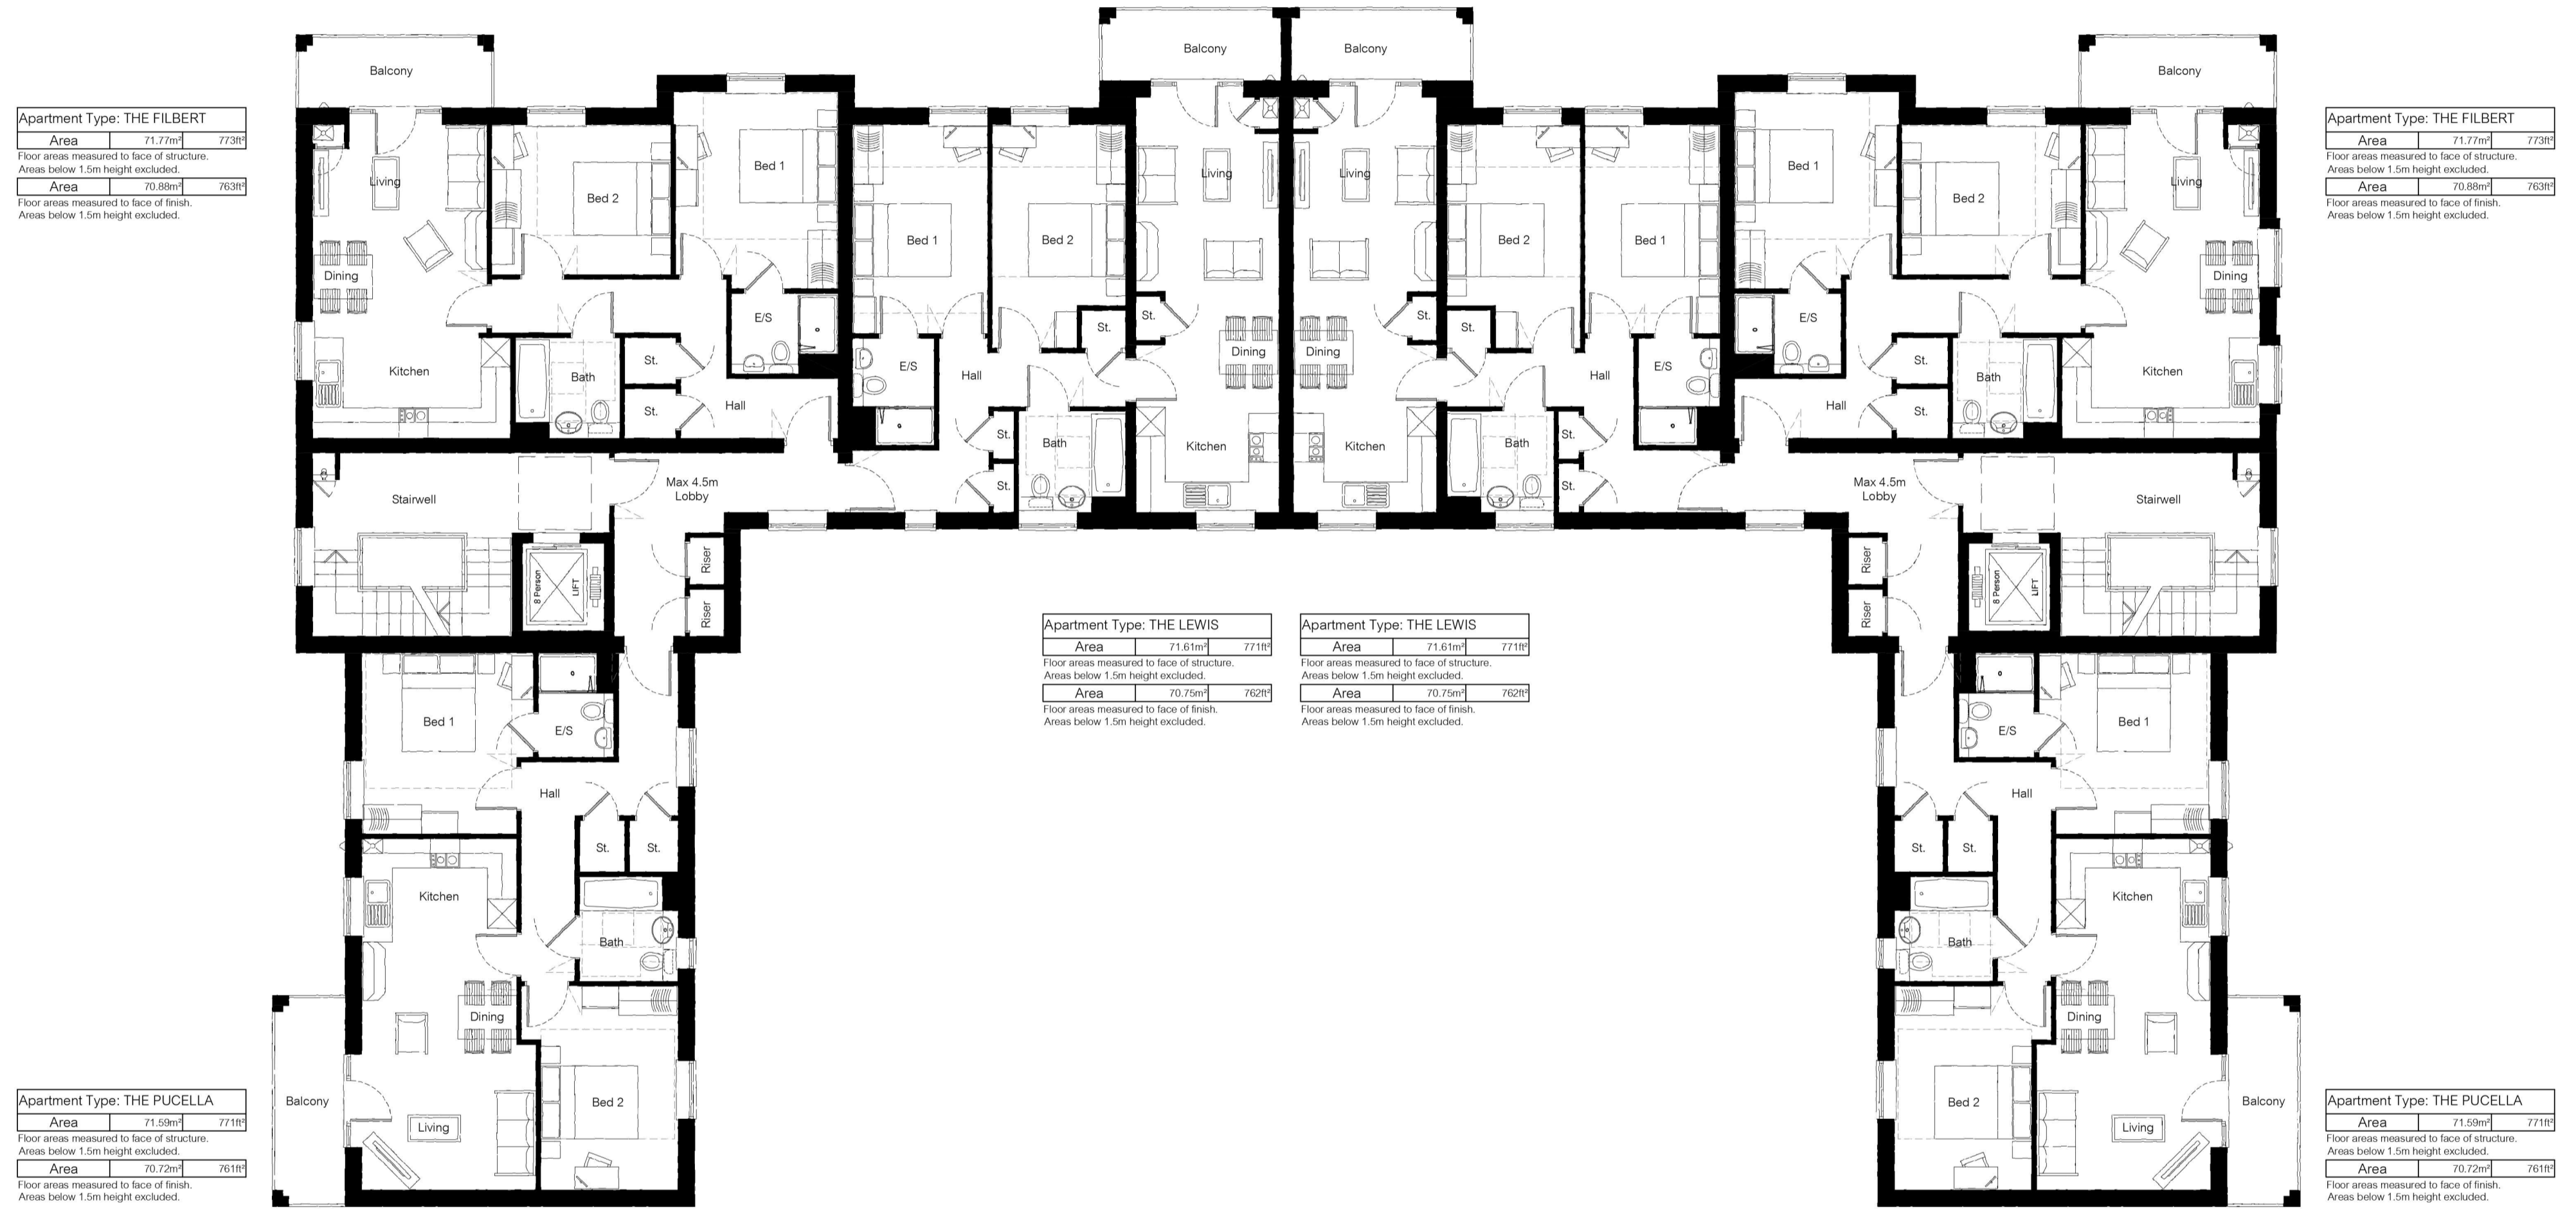 Balcony
Balcony
Balcony
Balcony
Apartment Type: THE FILBERT
Area 71.77m² 773ft²
Floor areas measured to face of structure.
Areas below 1.5m height excluded.
Area 70.88m² 763ft²
Floor areas measured to face of finish.
Areas below 1.5m height excluded.
Living
Bed 2
Bed 1
Dining
E/S
Kitchen
Bath
St.
St.
Hall
Bed 1
Bed 2
Living
St.
St.
Dining
E/S
Hall
Bath
Kitchen
St.
St.
Living
Bed 2
Bed 1
St.
St.
Dining
Hall
E/S
Kitchen
Bath
St.
St.
Bed 1
Bed 2
Living
Dining
E/S
St.
St.
Bath
Kitchen
Hall
Apartment Type: THE FILBERT
Area 71.77m² 773ft²
Floor areas measured to face of structure.
Areas below 1.5m height excluded.
Area 70.88m² 763ft²
Floor areas measured to face of finish.
Areas below 1.5m height excluded.
Stairwell
Max 4.5m
Lobby
8 Person
LIFT
Riser
Riser
Max 4.5m
Lobby
Stairwell
Riser
Riser
8 Person
LIFT
Apartment Type: THE LEWIS
Area 71.61m² 771ft²
Floor areas measured to face of structure.
Areas below 1.5m height excluded.
Area 70.75m² 762ft²
Floor areas measured to face of finish.
Areas below 1.5m height excluded.
Apartment Type: THE LEWIS
Area 71.61m² 771ft²
Floor areas measured to face of structure.
Areas below 1.5m height excluded.
Area 70.75m² 762ft²
Floor areas measured to face of finish.
Areas below 1.5m height excluded.
Bed 1
E/S
Hall
St.
St.
Kitchen
Bath
Dining
Balcony
Bed 2
Living
Apartment Type: THE PUCELLA
Area 71.59m² 771ft²
Floor areas measured to face of structure.
Areas below 1.5m height excluded.
Area 70.72m² 761ft²
Floor areas measured to face of finish.
Areas below 1.5m height excluded.
Bed 1
E/S
Hall
St.
St.
Kitchen
Bath
Dining
Bed 2
Balcony
Living
Apartment Type: THE PUCELLA
Area 71.59m² 771ft²
Floor areas measured to face of structure.
Areas below 1.5m height excluded.
Area 70.72m² 761ft²
Floor areas measured to face of finish.
Areas below 1.5m height excluded.